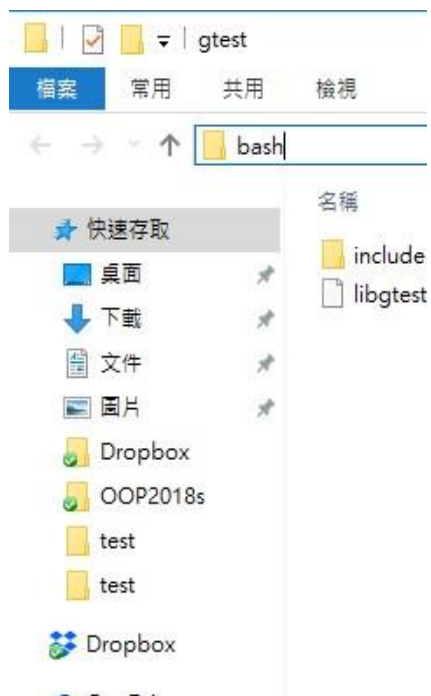 gtest
檔案 常用 共用 檢視
bash
名稱
快速存取
include
桌面
libgtest
下載
文件
圖片
Dropbox
OOP2018s
test
test
Dropbox